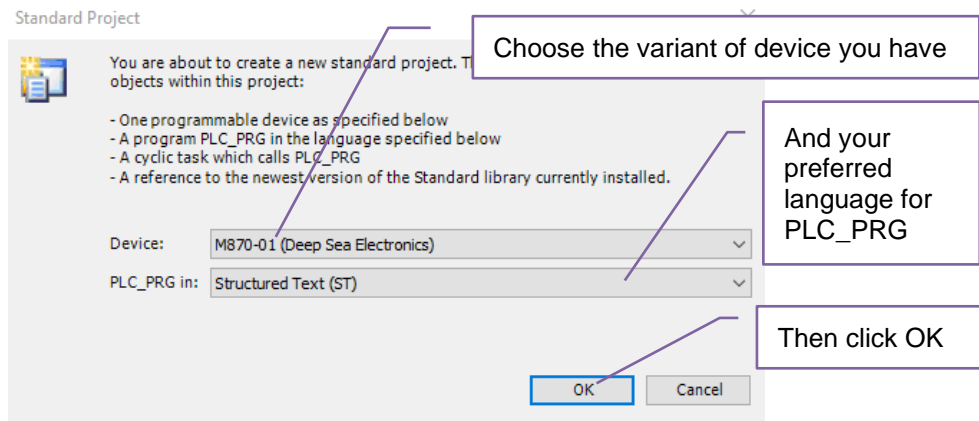 Standard Project
Choose the variant of device you have
You are about to create a new standard project. T
objects within this project:
- One programmable device as specified below
- A program PLC_PRG in the language specified below
- A cyclic task which calls PLC_PRG
- A reference to the newest version of the Standard library currently installed.
And your
preferred
language for
PLC_PRG
Device:
M870-01 (Deep Sea Electronics)
PLC_PRG in:
Structured Text (ST)
Then click OK
OK
Cancel